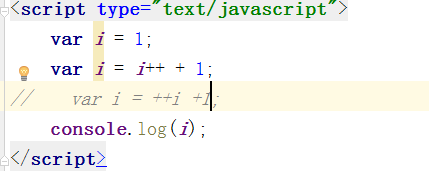 <script type="text/javascript">
var i = 1;
var i = i++ + 1;
// var i = ++i +1;
console.log(i);
</script>